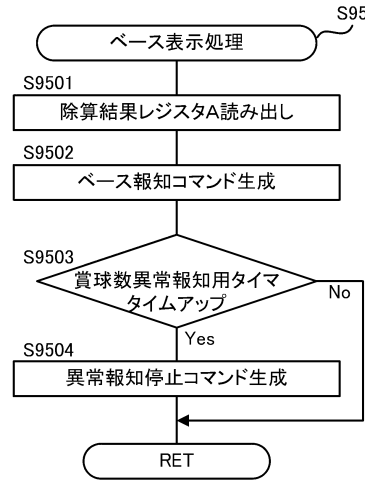 S95
ベース表示処理
S9501
除算結果レジスタA読み出し
S9502
ベース報知コマンド生成
S9503
賞球数異常報知用タイマ
タイムアップ
No
Yes
S9504
異常報知停止コマンド生成
RET